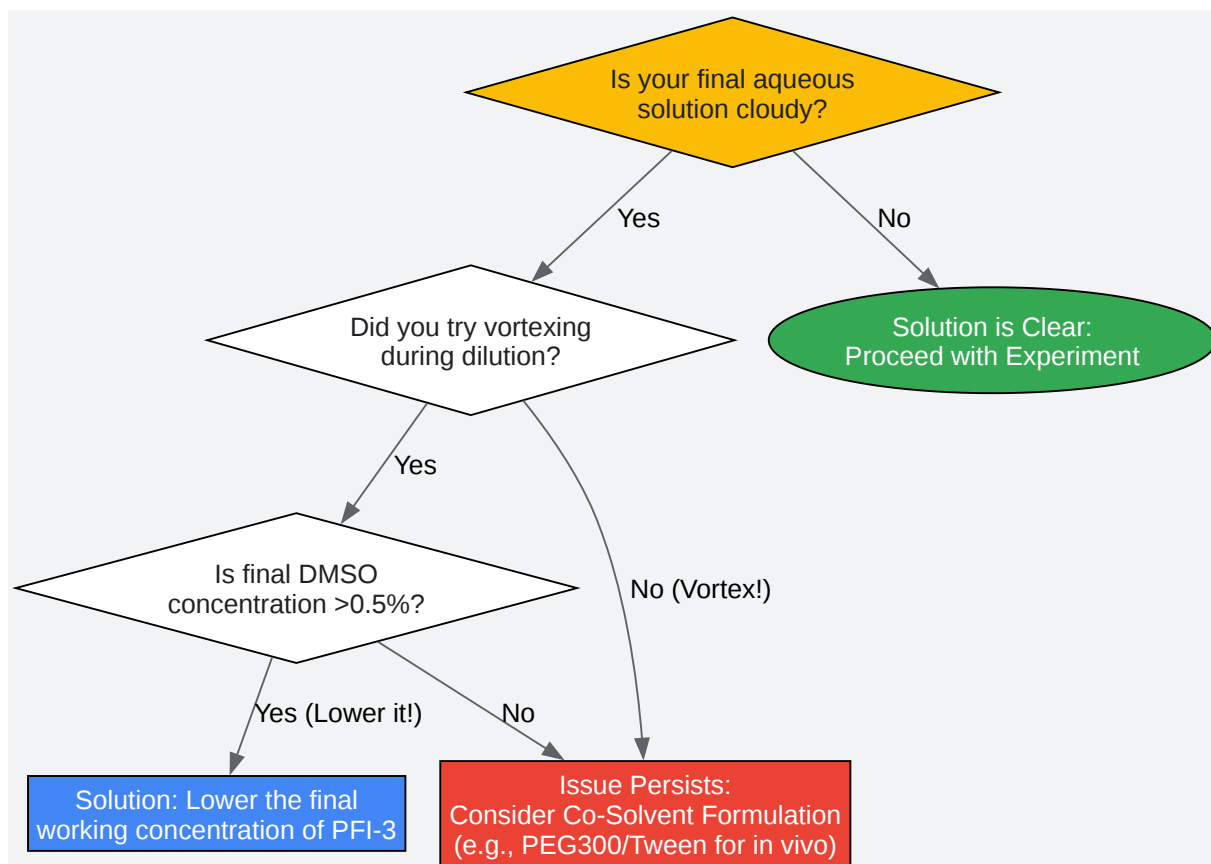 Is your final aqueous
solution cloudy?
Yes
No
Did you try vortexing
during dilution?
Solution is Clear:
Proceed with Experiment
Yes
Is final DMSO
concentration >0.5%?
No (Vortex!)
Yes (Lower it!)
No
Solution: Lower the final
working concentration of PFI-3
Issue Persists:
Consider Co-Solvent Formulation
(e.g., PEG300/Tween for in vivo)